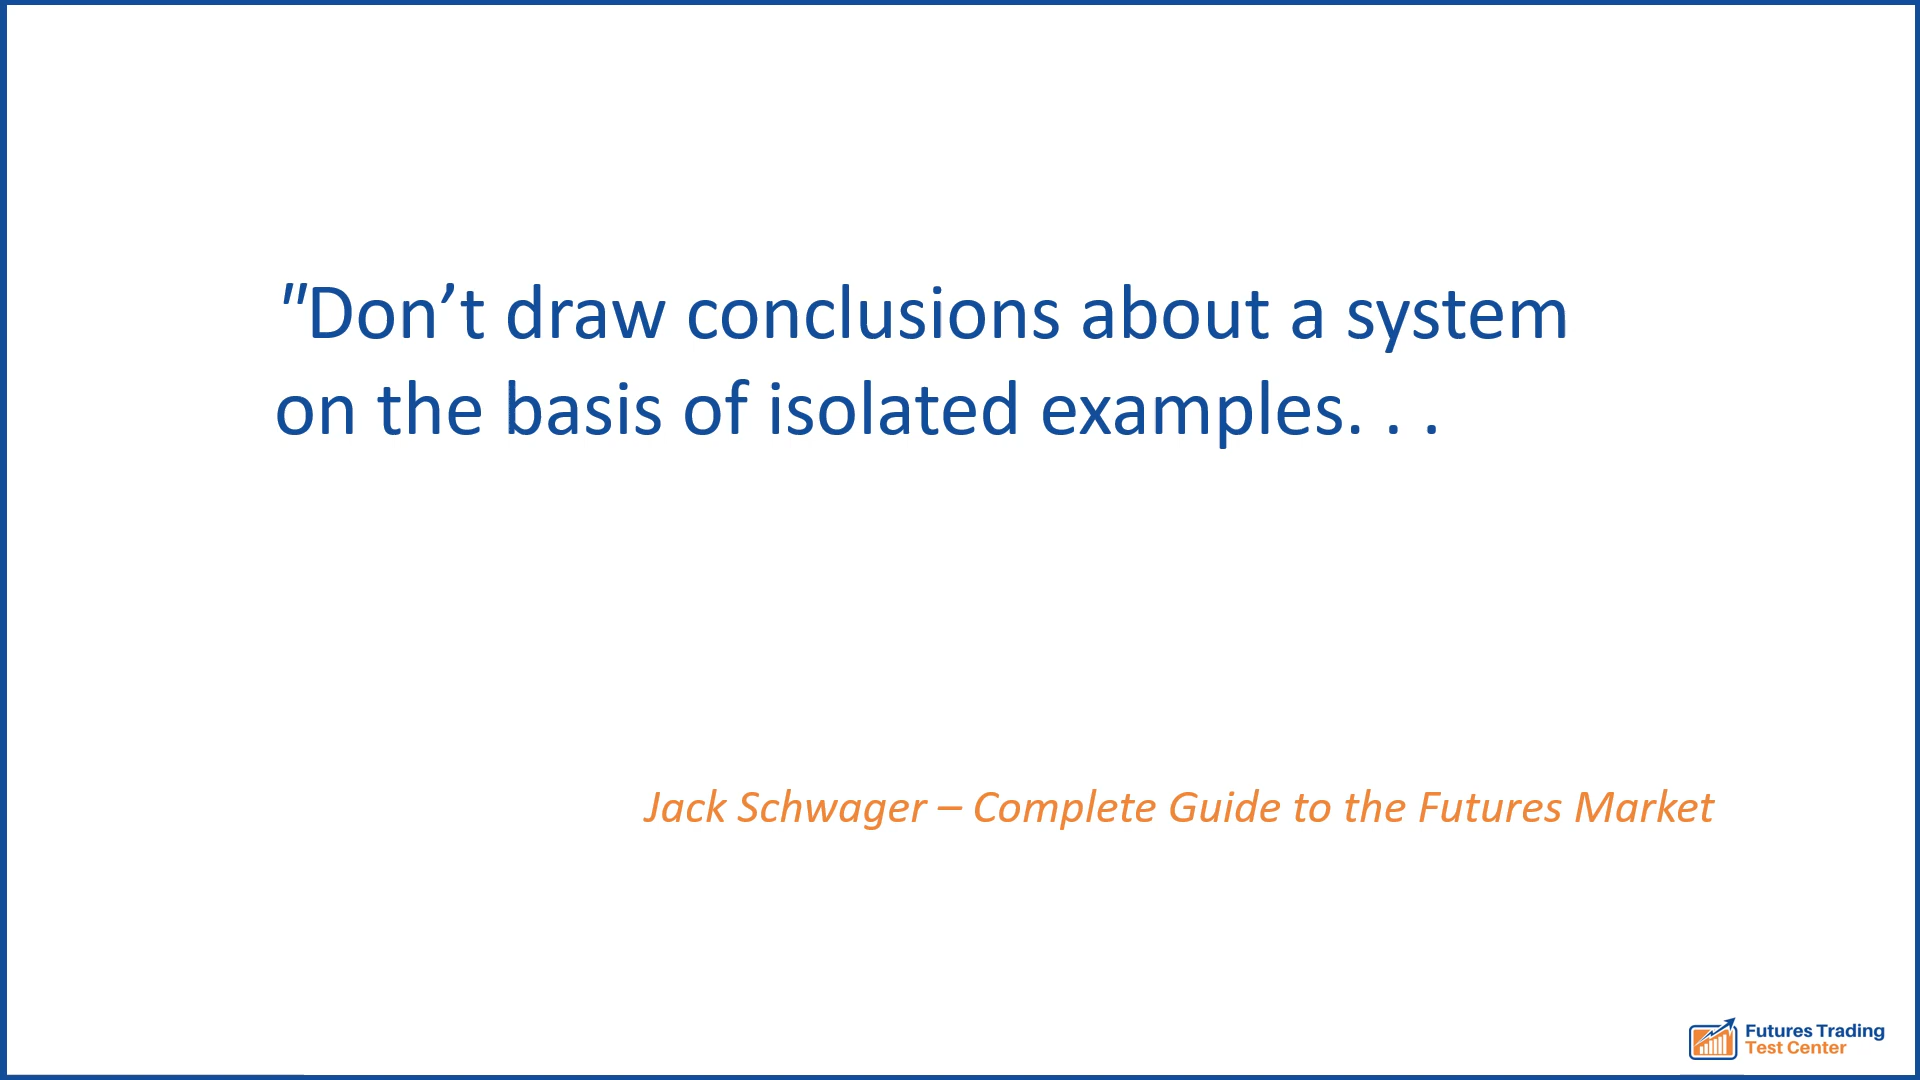 "Don’t draw conclusions about a system
on the basis of isolated examples. . .
Jack Schwager – Complete Guide to the Futures Market
Futures Trading
Test Center